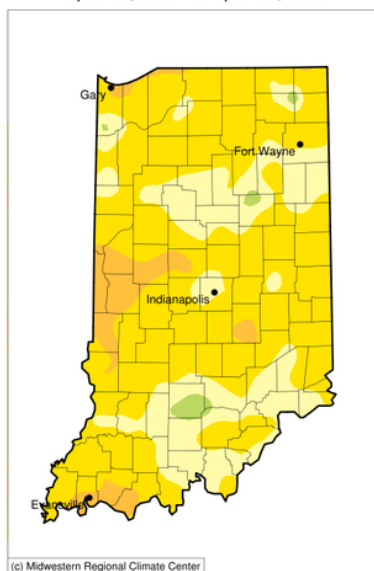 Gary
Fort Wayne
Indianapolis
Evansville
(c) Midwestern Regional Climate Center